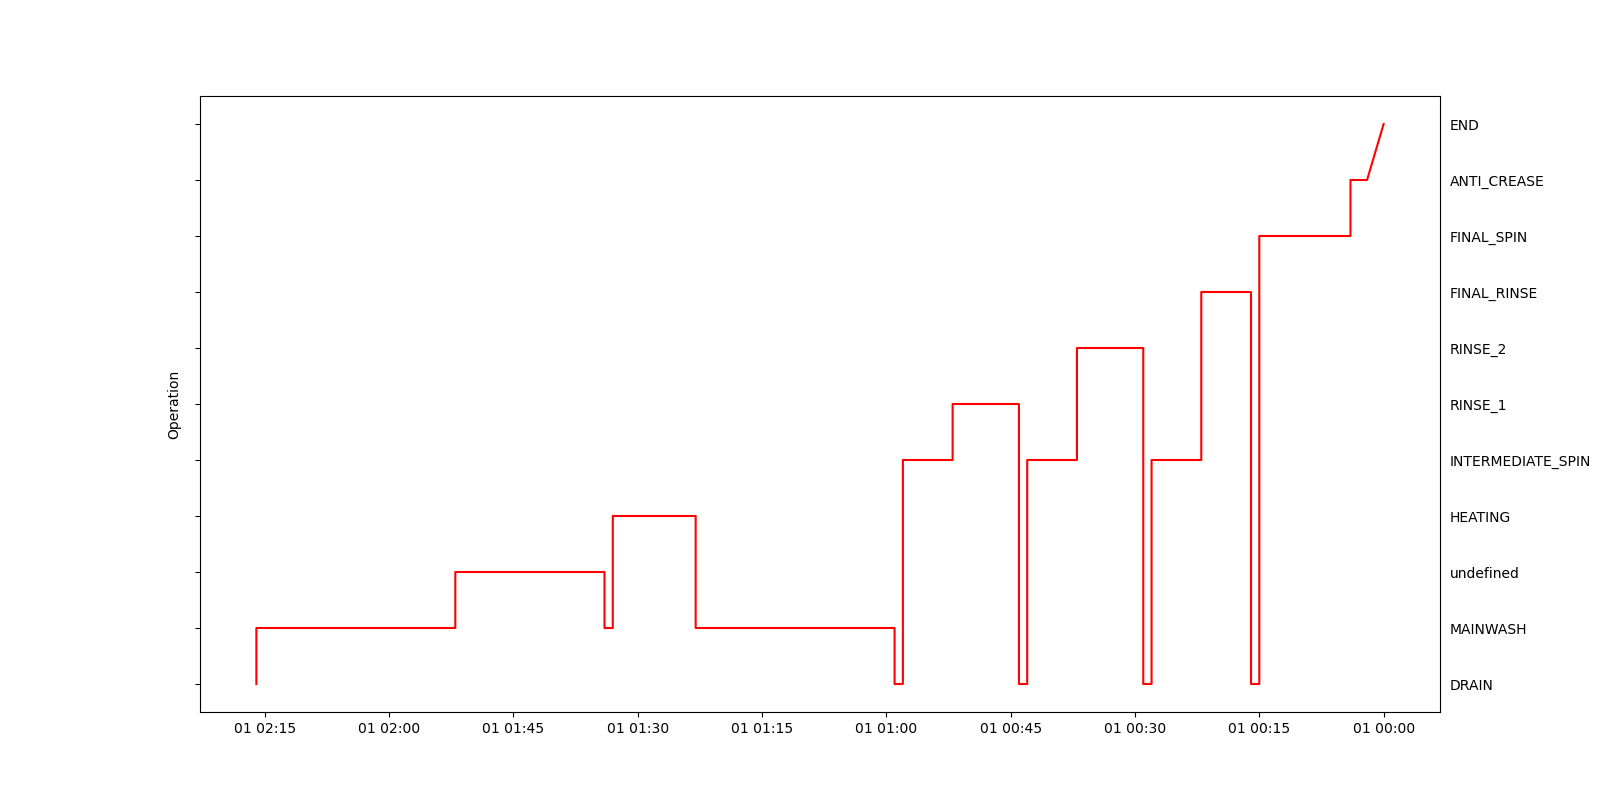 END
ANTI_CREASE
FINAL_SPIN
FINAL_RINSE
RINSE_2
Operation
RINSE_1
INTERMEDIATE_SPIN
HEATING
undefined
MAINWASH
DRAIN
01 02:15 01 02:00 01 01:45 01 01:30 01 01:15 01 01:00 01 00:45 01 00:30 01 00:15 01 00:00